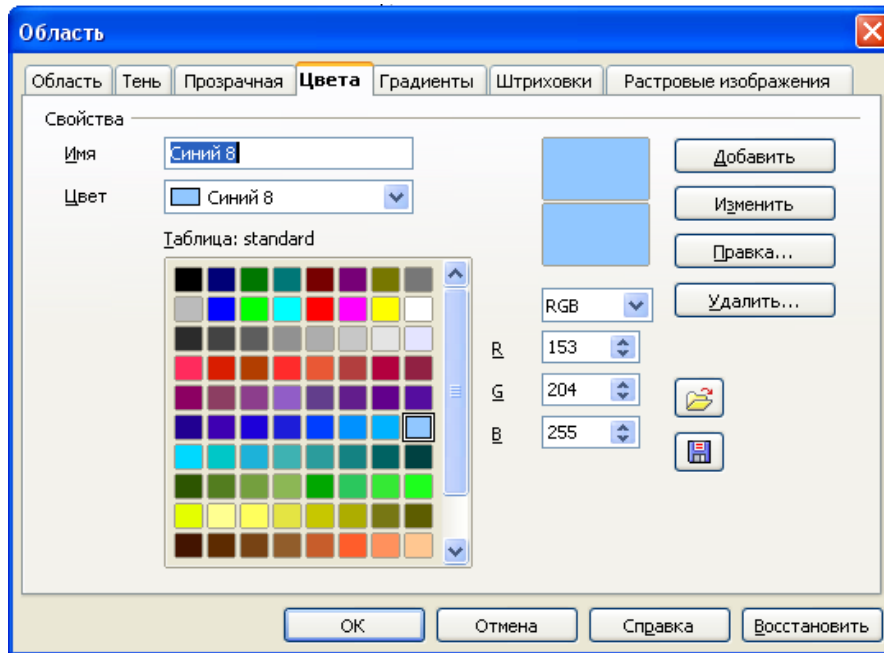 Область
Область Тень Прозрачная Цвета Градиенты Штриховки Растровые изображения
Свойства
Имя Синий 8 Добавить
Цвет Синий 8 Изменить
Таблица: standard Правка...
RGB Удалить...
R 153
G 204
B 255
OK Отмена Справка Восстановить